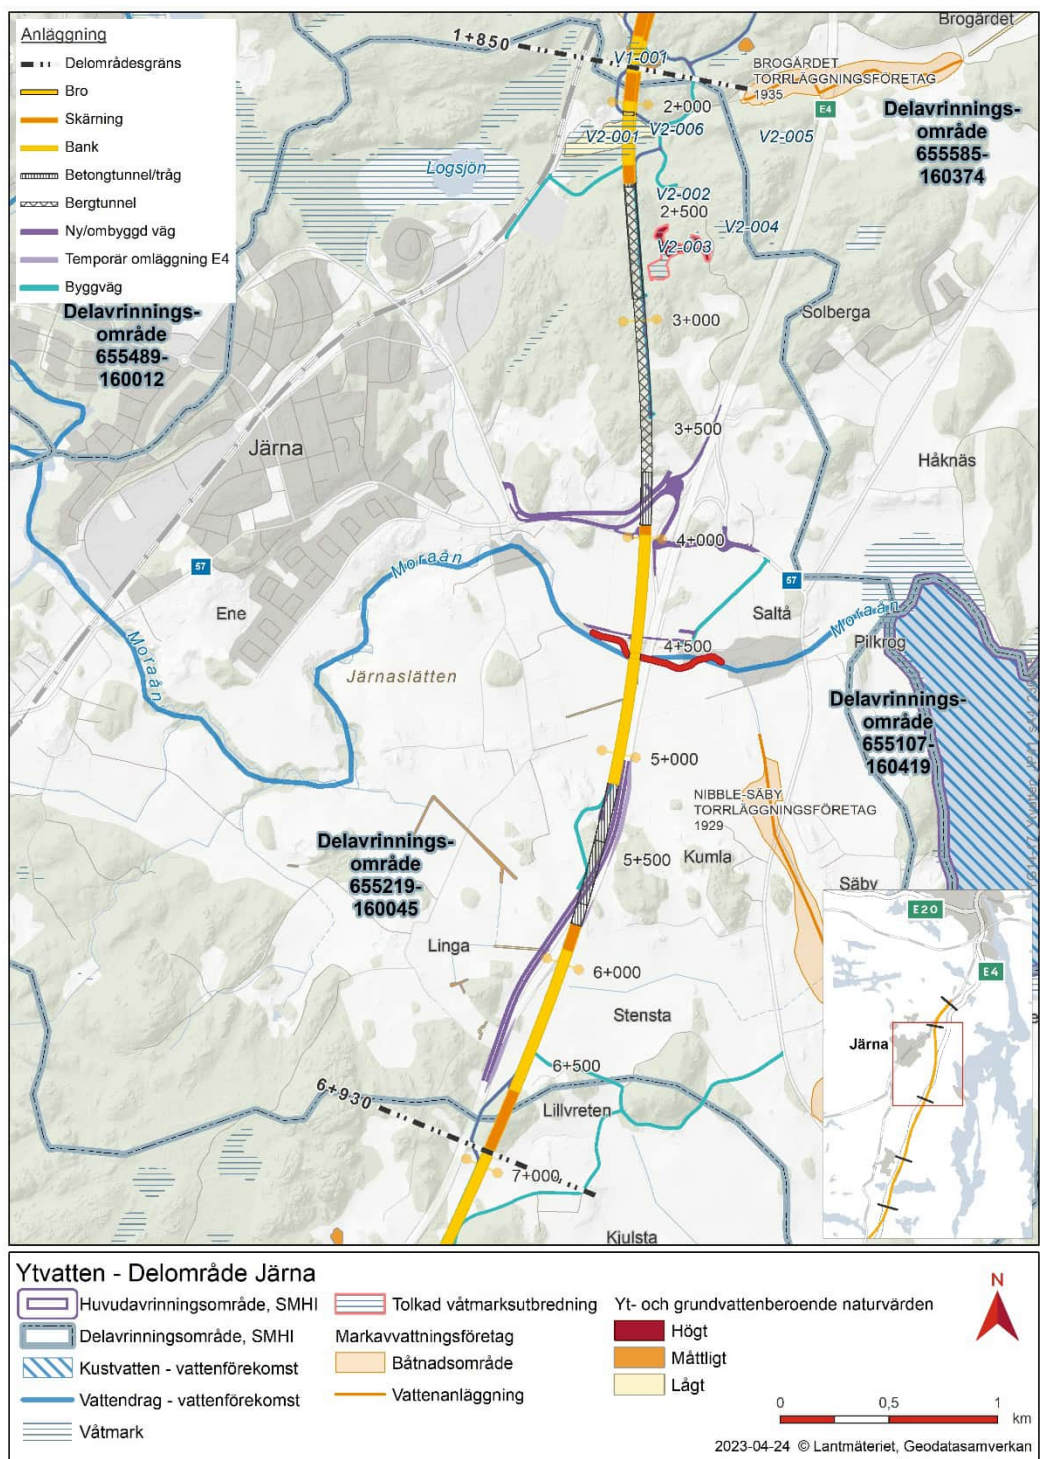 Anläggning
Delområdesgräns
Bro
Skärning
Bank
Betongtunnel/tråg
Bergtunnel
Ny/ombyggd väg
Temporär omläggning E4
Byggväg
1+850
V1-001
Brogärdet
BROGÄRDET
TORRLÄGGNINGSFÖRETAG
1935
E4
2+000
V2-001
V2-006
V2-005
Delavrinnings-
område
655585-
160374
Logsjön
V2-002
2+500
V2-004
V2-003
Solberga
3+000
Delavrinnings-
område
655489-
160012
Järna
3+500
Håknäs
4+000
57
57
Moraån
Ene
Saltå
Moraån
Pilkrog
Moraån
4+500
Järnaslätten
Delavrinnings-
område
655107-
160419
5+000
NIBBLE-SÄBY
TORRLÄGGNINGSFÖRETAG
1929
Delavrinnings-
område
655219-
160045
5+500
Kumla
Säby
Linga
6+000
Stensta
E20
E4
Järna
6+500
6+930
Lillvreten
7+000
Kjulsta
Ytvatten - Delområde Järna
Huvudavrinningsområde, SMHI
Delavrinningsområde, SMHI
Kustvatten - vattenförekomst
Vattendrag - vattenförekomst
Våtmark
Tolkad våtmarksutbredning
Markavvattningsföretag
Båtnadsområde
Vattenanläggning
Yt- och grundvattenberoende naturvärden
Högt
Måttligt
Lågt
N
0 0,5 1
km
2023-04-24 © Lantmäteriet, Geodatasamverkan